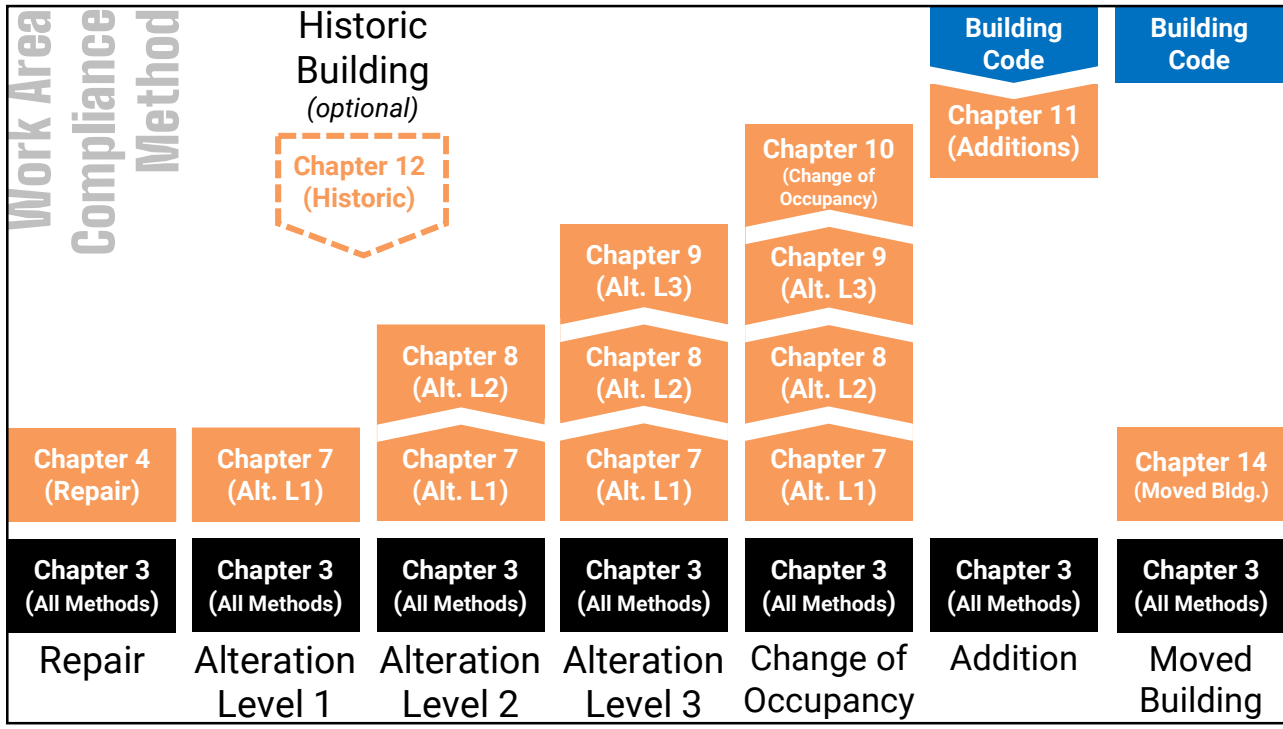 Work Area
Compliance
Method
Historic
Building
(optional)
Chapter 12
(Historic)
Chapter 4
(Repair)
Chapter 3
(All Methods)
Repair
Chapter 7
(Alt. L1)
Chapter 3
(All Methods)
Alteration
Level 1
Chapter 8
(Alt. L2)
Chapter 7
(Alt. L1)
Chapter 3
(All Methods)
Alteration
Level 2
Chapter 9
(Alt. L3)
Chapter 8
(Alt. L2)
Chapter 7
(Alt. L1)
Chapter 3
(All Methods)
Alteration
Level 3
Chapter 10
(Change of
Occupancy)
Chapter 9
(Alt. L3)
Chapter 8
(Alt. L2)
Chapter 7
(Alt. L1)
Chapter 3
(All Methods)
Change of
Occupancy
Building
Code
Chapter 11
(Additions)
Chapter 3
(All Methods)
Addition
Building
Code
Chapter 14
(Moved Bldg.)
Chapter 3
(All Methods)
Moved
Building